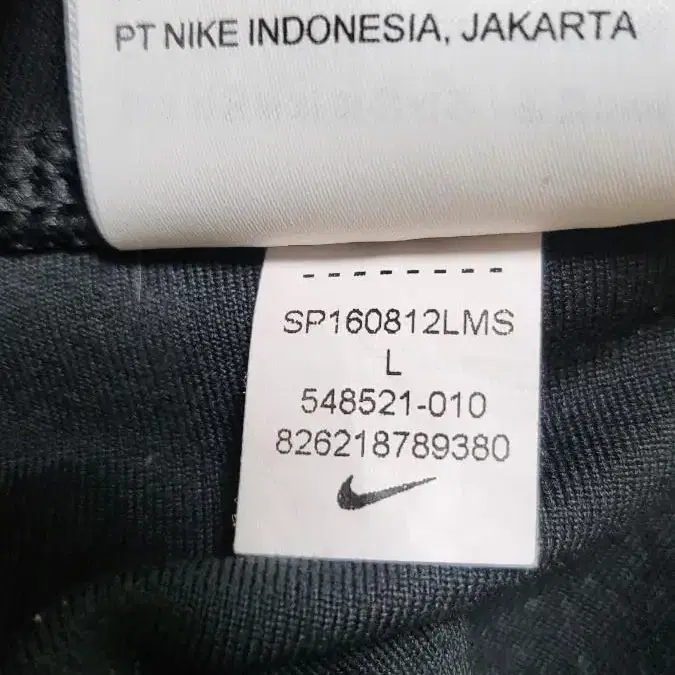 PT NIKE INDONESIA, JAKARTA
SP160812LMS
L
548521-010
826218789380